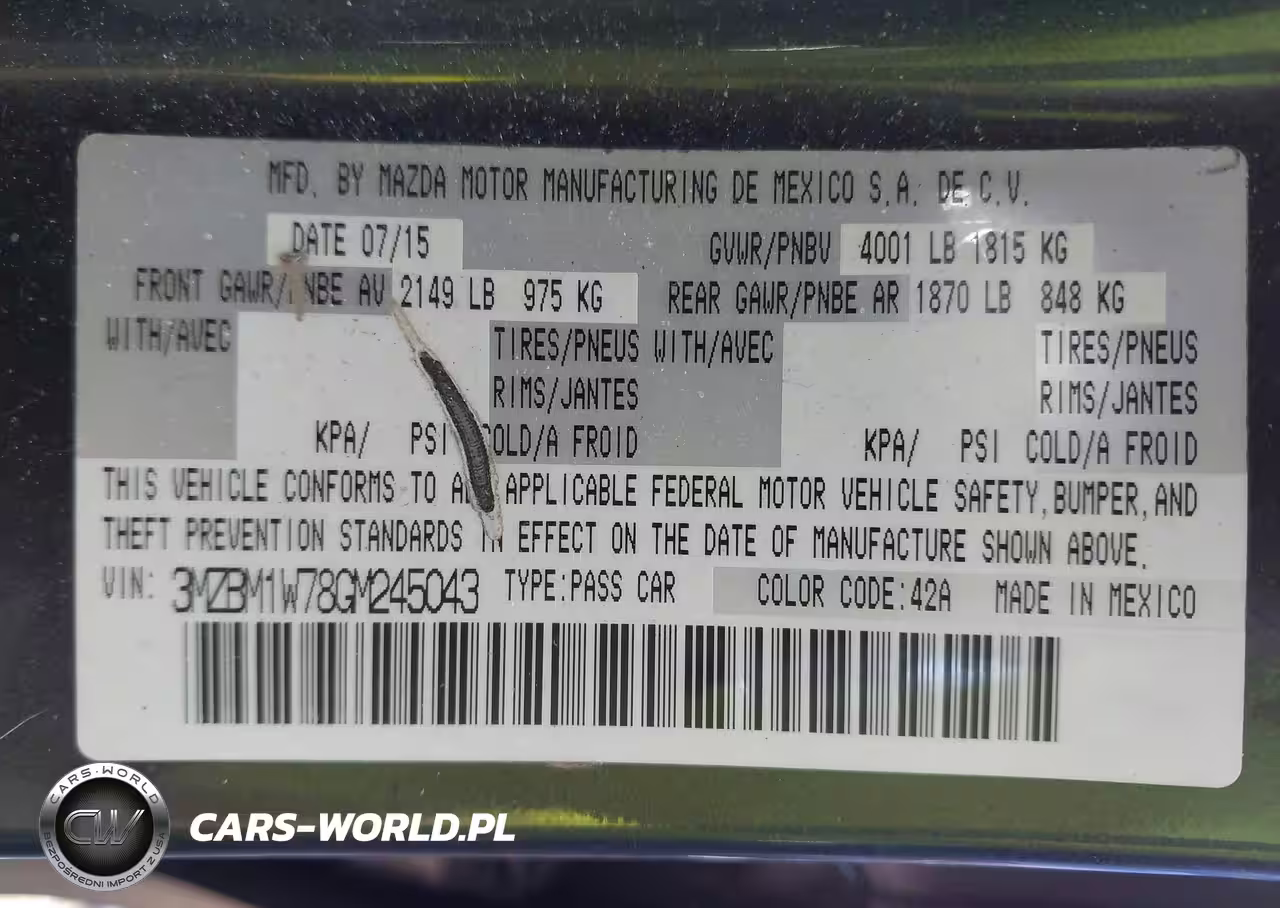 MFD. BY MAZDA MOTOR MANUFACTURING DE MEXICO S.A. DE C.V.
DATE 07/15 GVWR/PNBV 4001 LB 1815 KG
FRONT GAWR/PNBE AV 2149 LB 975 KG REAR GAWR/PNBE AR 1870 LB 848 KG
WITH/AVEC TIRES/PNEUS WITH/AVEC TIRES/PNEUS
RIMS/JANTES RIMS/JANTES
KPA/ PSI COLD/A FROID KPA/ PSI COLD/A FROID
THIS VEHICLE CONFORMS TO ALL APPLICABLE FEDERAL MOTOR VEHICLE SAFETY, BUMPER, AND
THEFT PREVENTION STANDARDS IN EFFECT ON THE DATE OF MANUFACTURE SHOWN ABOVE.
VIN: 3MZBM1W78GM245043 TYPE:PASS CAR COLOR CODE:42A MADE IN MEXICO
CARS-WORLD
CW
BEZPOŚREDNI IMPORT Z USA
CARS-WORLD.PL